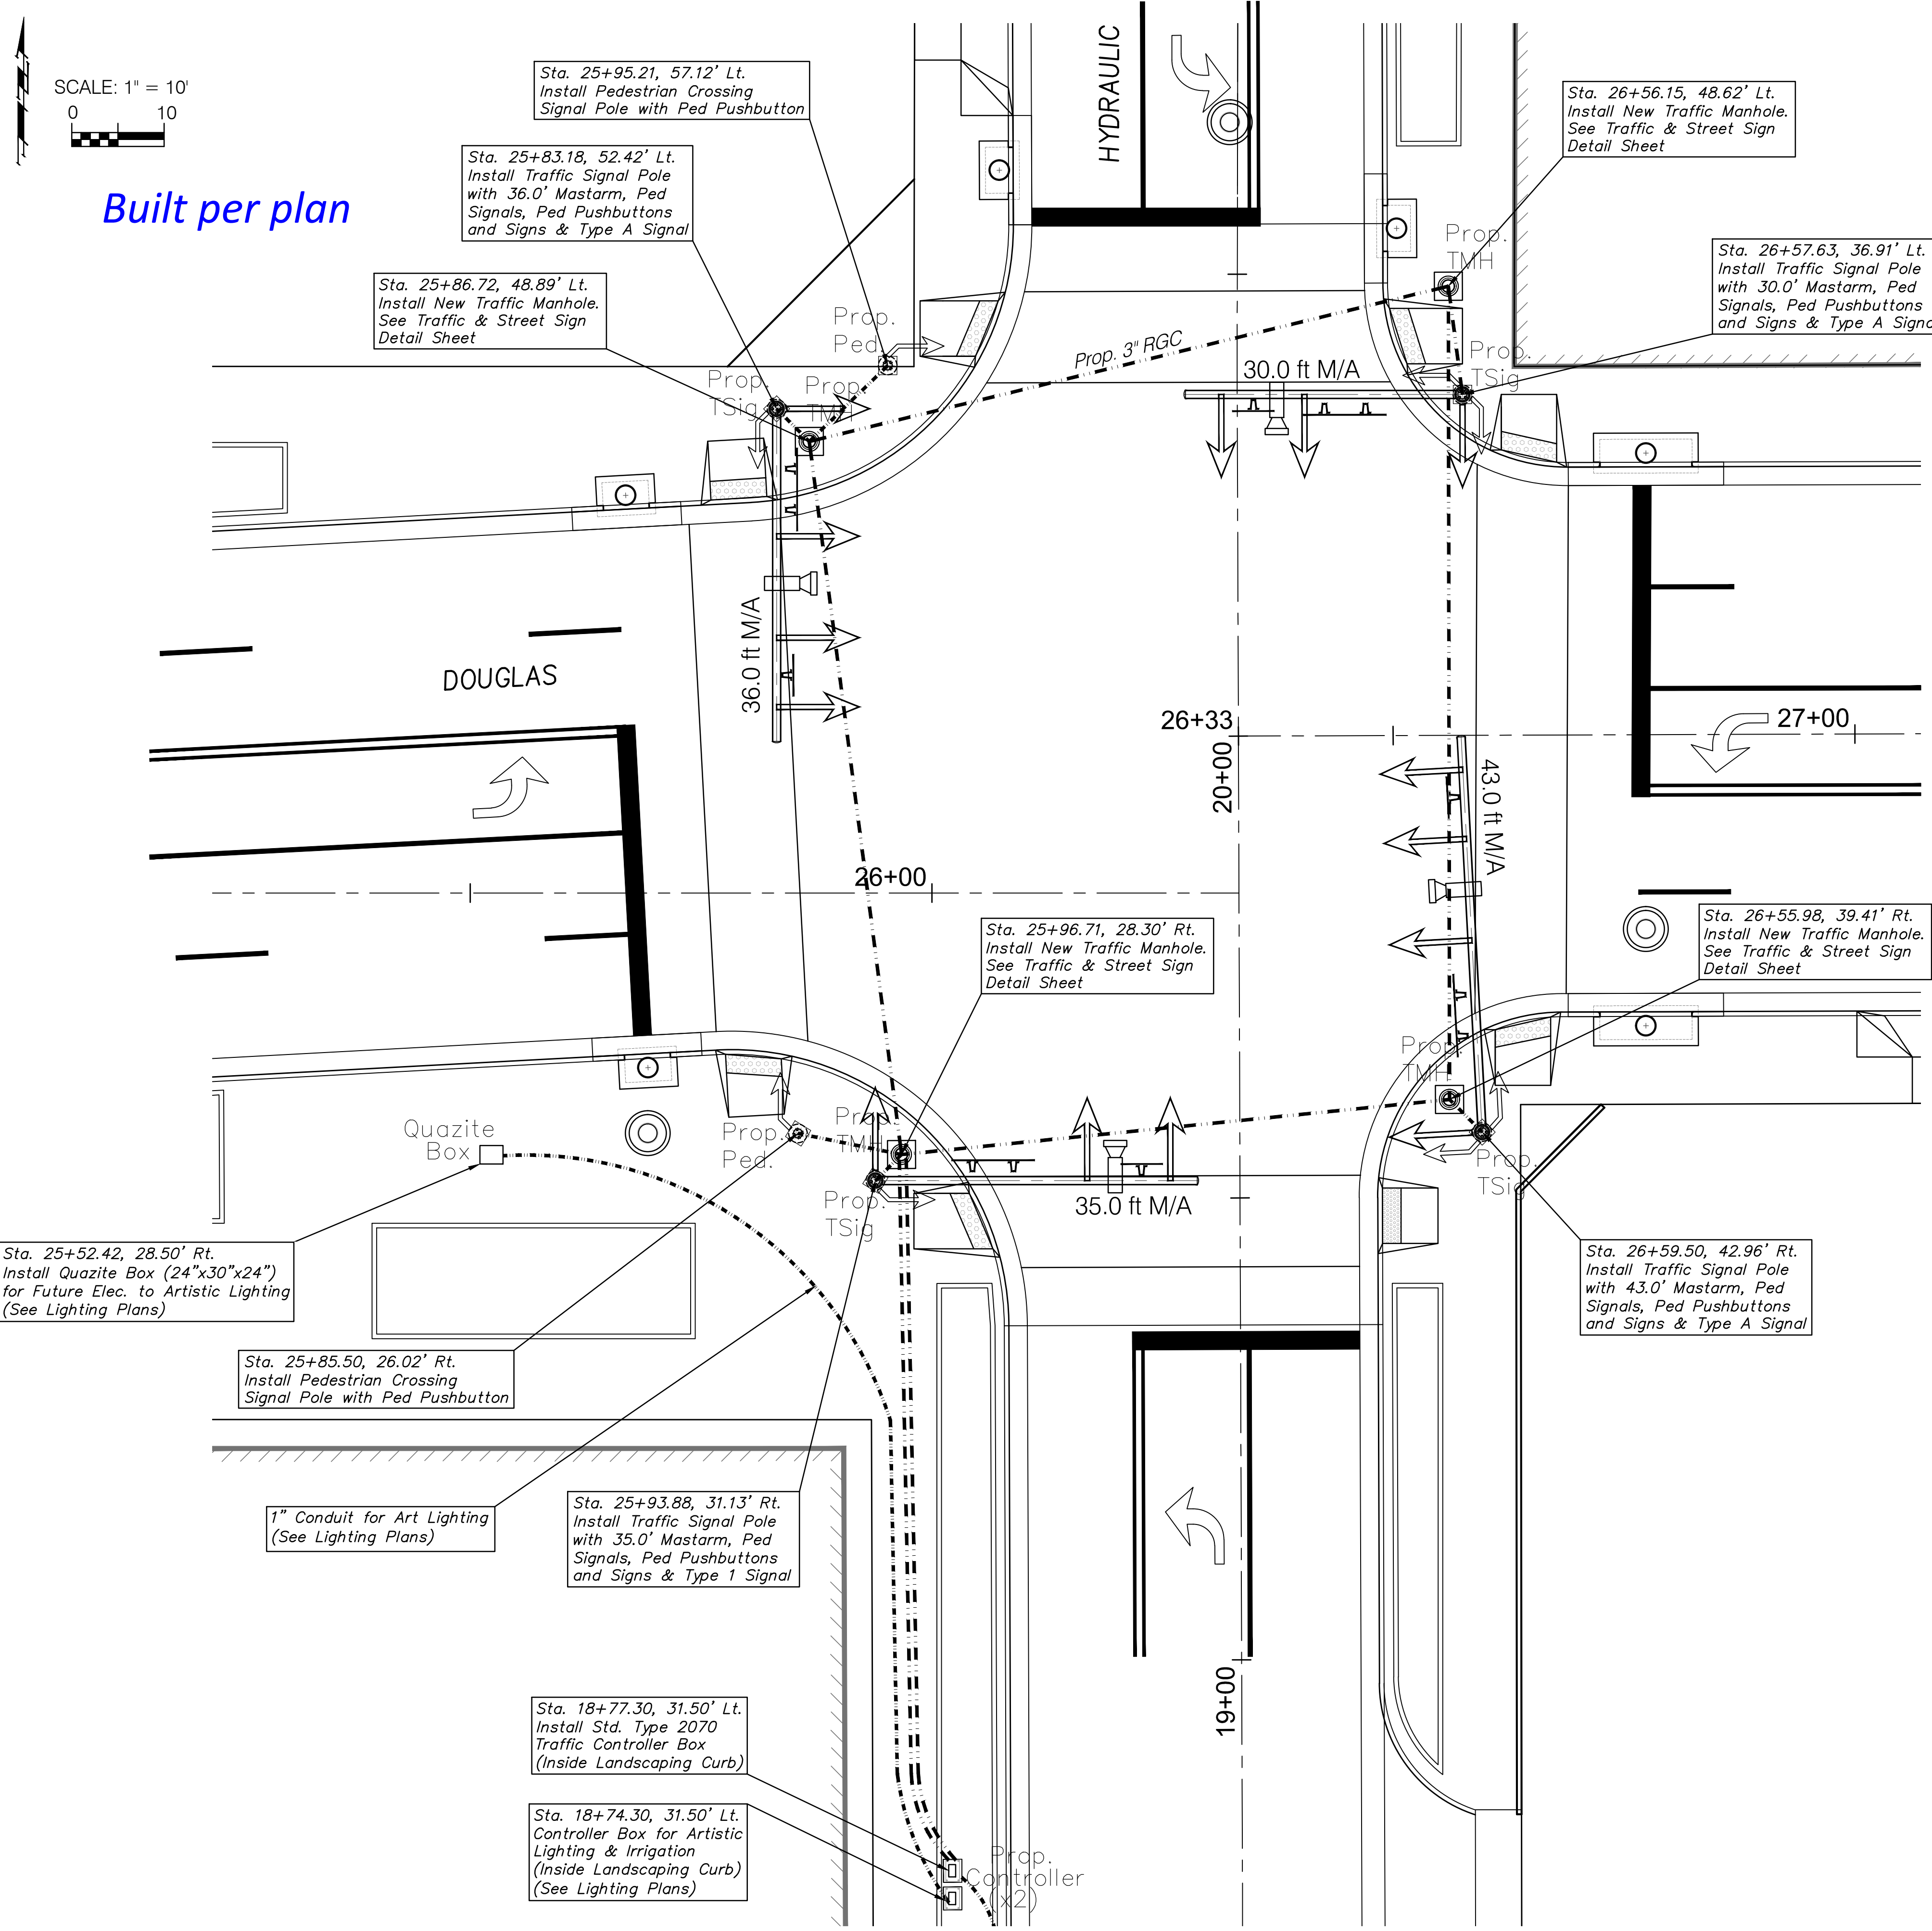 SCALE: 1" = 10'
0 10
Built per plan
Sta. 25+95.21, 57.12' Lt.
Install Pedestrian Crossing
Signal Pole with Ped Pushbutton
Sta. 25+83.18, 52.42' Lt.
Install Traffic Signal Pole
with 36.0' Mastarm, Ped
Signals, Ped Pushbuttons
and Signs & Type A Signal
Sta. 25+86.72, 48.89' Lt.
Install New Traffic Manhole.
See Traffic & Street Sign
Detail Sheet
HYDRAULIC
Sta. 26+56.15, 48.62' Lt.
Install New Traffic Manhole.
See Traffic & Street Sign
Detail Sheet
Sta. 26+57.63, 36.91' Lt.
Install Traffic Signal Pole
with 30.0' Mastarm, Ped
Signals, Ped Pushbuttons
and Signs & Type A Signa
Prop.
TMH
Prop.
Ped.
Prop. 3" RGC
30.0 ft M/A
Prop.
TSig
Prop.
TSig
Prop.
TMH
36.0 ft M/A
DOUGLAS
26+33
20+00
27+00
43.0 ft M/A
26+00
Sta. 25+96.71, 28.30' Rt.
Install New Traffic Manhole.
See Traffic & Street Sign
Detail Sheet
Sta. 26+55.98, 39.41' Rt.
Install New Traffic Manhole.
See Traffic & Street Sign
Detail Sheet
Prop.
TMH
Quazite
Box
Prop.
Ped.
Prop.
TMH
Prop.
TSig
35.0 ft M/A
Prop.
TSig
Sta. 25+52.42, 28.50' Rt.
Install Quazite Box (24"x30"x24")
for Future Elec. to Artistic Lighting
(See Lighting Plans)
Sta. 26+59.50, 42.96' Rt.
Install Traffic Signal Pole
with 43.0' Mastarm, Ped
Signals, Ped Pushbuttons
and Signs & Type A Signal
Sta. 25+85.50, 26.02' Rt.
Install Pedestrian Crossing
Signal Pole with Ped Pushbutton
1" Conduit for Art Lighting
(See Lighting Plans)
Sta. 25+93.88, 31.13' Rt.
Install Traffic Signal Pole
with 35.0' Mastarm, Ped
Signals, Ped Pushbuttons
and Signs & Type 1 Signal
19+00
Sta. 18+77.30, 31.50' Lt.
Install Std. Type 2070
Traffic Controller Box
(Inside Landscaping Curb)
Sta. 18+74.30, 31.50' Lt.
Controller Box for Artistic
Lighting & Irrigation
(Inside Landscaping Curb)
(See Lighting Plans)
Prop.
Controller
(x2)